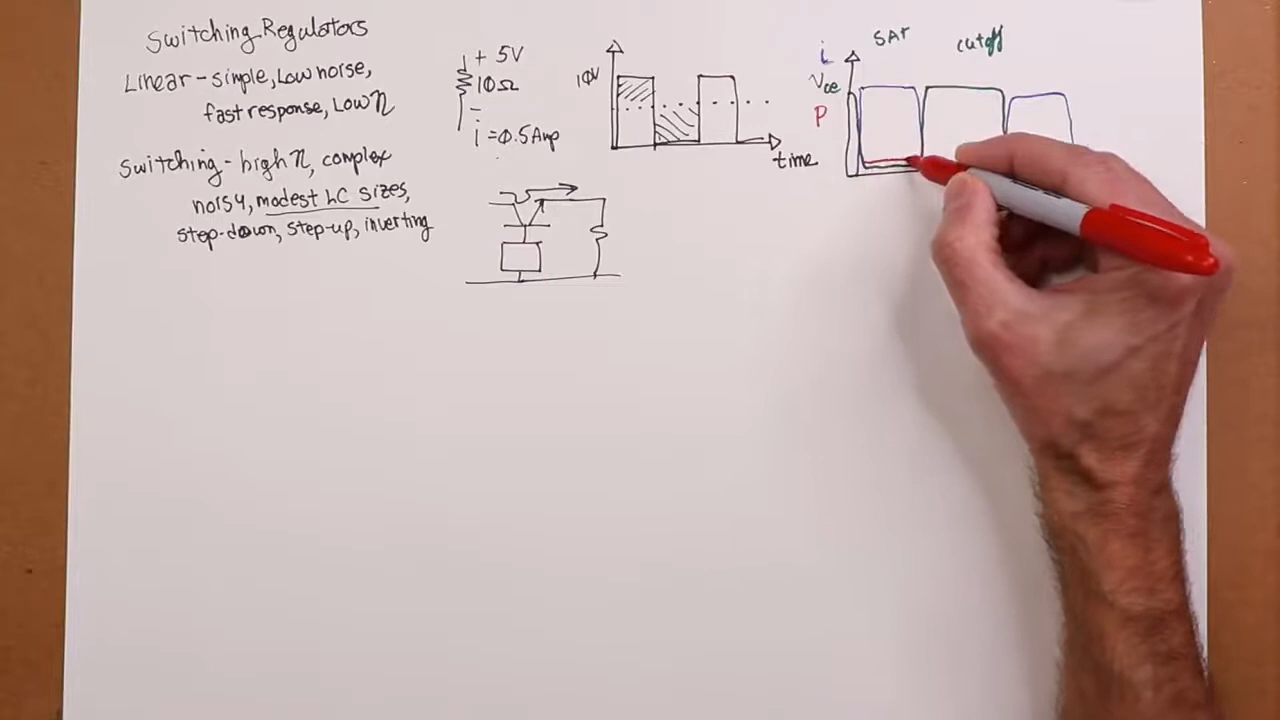 Switching Regulators
Linear - simple, Low noise,
fast response, Low η
Switching - high η, complex
noisy, modest LC sizes,
step-down, step-up, inverting
+ 5V
10Ω
-
i = 0.5Amp
10V
time
i
Vce
P
SAT
cutoff